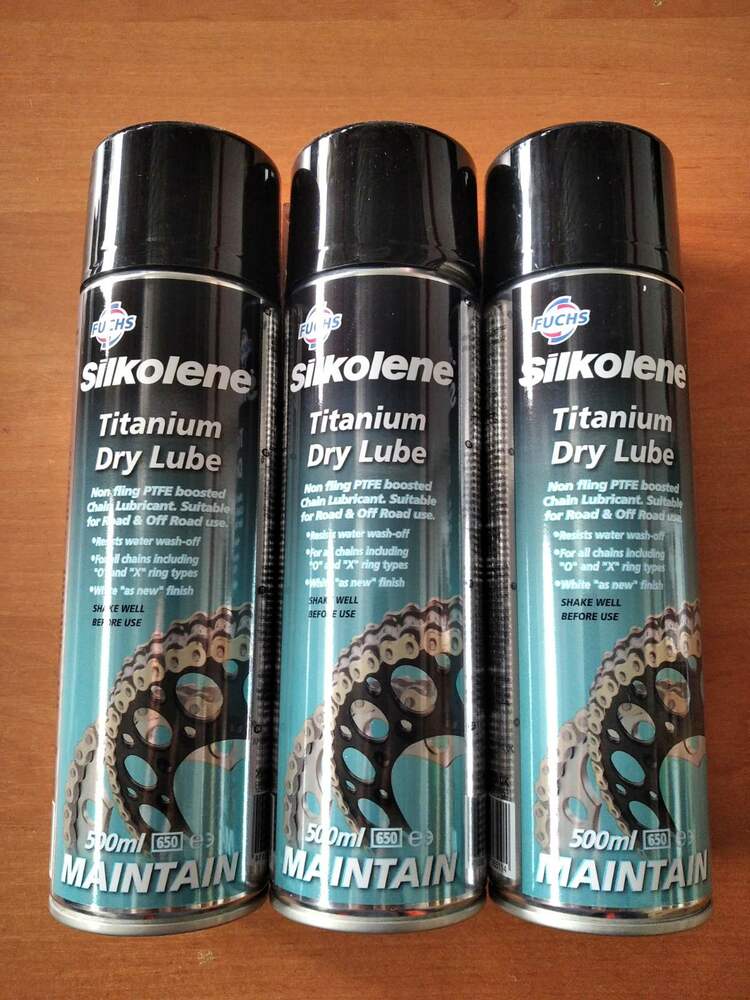 FUCHS
Silkolene
Titanium
Dry Lube
Non fling PTFE boosted
Chain Lubricant. Suitable
for Road & Off Road use.
•Resists water wash-off
•For all chains including
"O" and "X" ring types
•White "as new" finish
SHAKE WELL
BEFORE USE
500ml 650 e
MAINTAIN
FUCHS
Silkolene
Titanium
Dry Lube
Non fling PTFE boosted
Chain Lubricant. Suitable
for Road & Off Road use.
•Resists water wash-off
•For all chains including
"O" and "X" ring types
•White "as new" finish
SHAKE WELL
BEFORE USE
500ml 650 e
MAINTAIN
FUCHS
Silkolene
Titanium
Dry Lube
Non fling PTFE boosted
Chain Lubricant. Suitable
for Road & Off Road use.
•Resists water wash-off
•For all chains including
"O" and "X" ring types
•White "as new" finish
SHAKE WELL
BEFORE USE
500ml 650 e
MAINTAIN